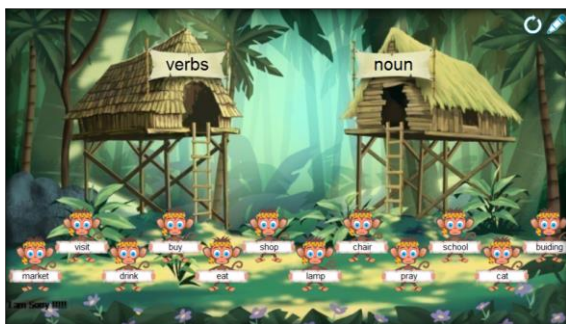 verbs noun
visit buy shop chair school buiding
market drink eat lamp pray cat
I am Sorry !!!!!